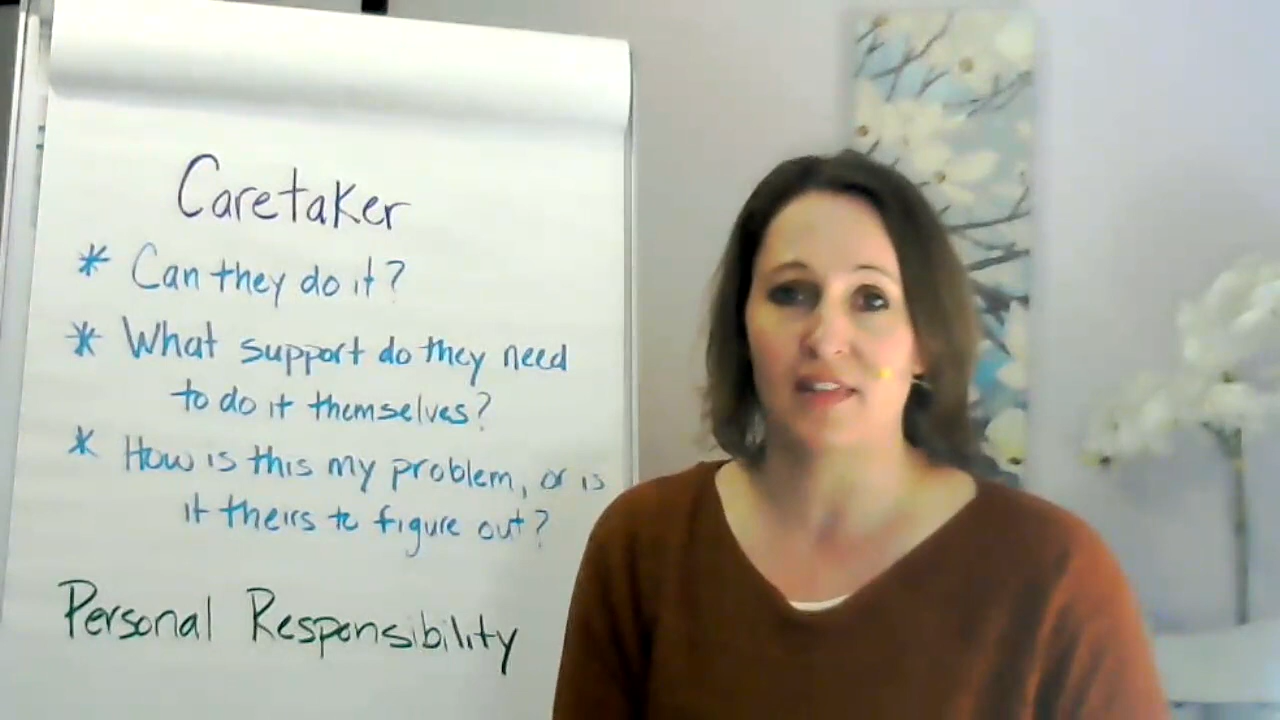 Caretaker
* Can they do it?
* What support do they need
to do it themselves?
* How is this my problem, or is
it theirs to figure out?
Personal Responsibility